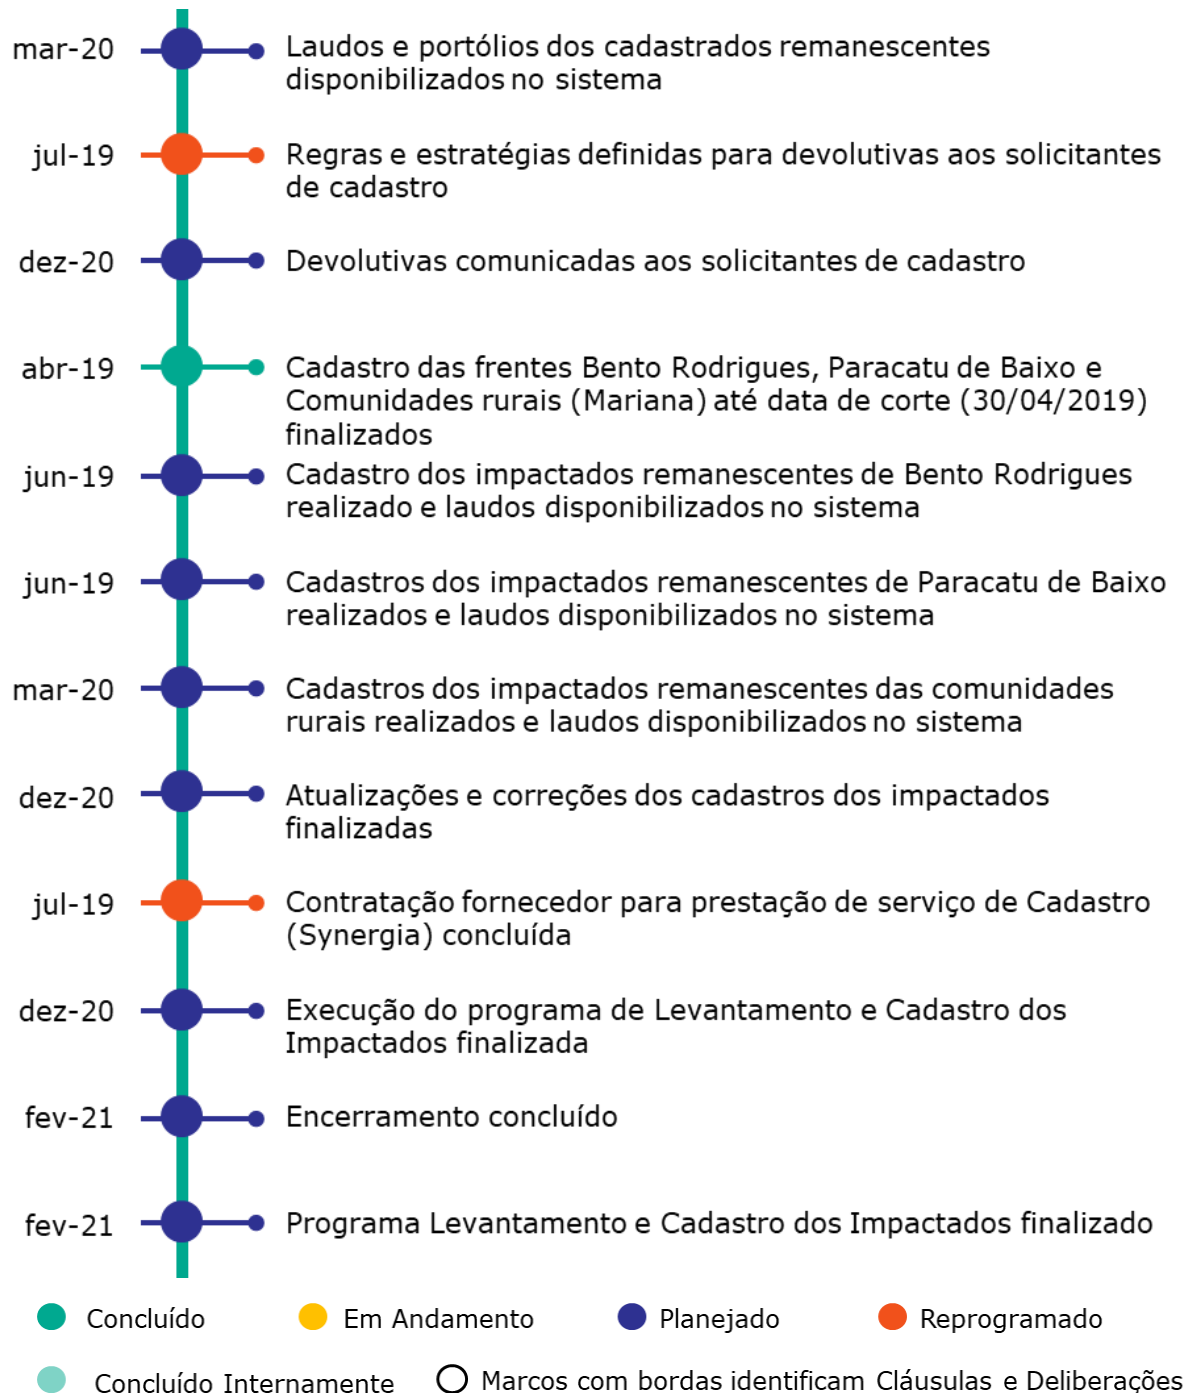 mar-20
Laudos e portólios dos cadastrados remanescentes
disponibilizados no sistema
jul-19
Regras e estratégias definidas para devolutivas aos solicitantes
de cadastro
dez-20
Devolutivas comunicadas aos solicitantes de cadastro
abr-19
Cadastro das frentes Bento Rodrigues, Paracatu de Baixo e
Comunidades rurais (Mariana) até data de corte (30/04/2019)
finalizados
jun-19
Cadastro dos impactados remanescentes de Bento Rodrigues
realizado e laudos disponibilizados no sistema
jun-19
Cadastros dos impactados remanescentes de Paracatu de Baixo
realizados e laudos disponibilizados no sistema
mar-20
Cadastros dos impactados remanescentes das comunidades
rurais realizados e laudos disponibilizados no sistema
dez-20
Atualizações e correções dos cadastros dos impactados
finalizadas
jul-19
Contratação fornecedor para prestação de serviço de Cadastro
(Synergia) concluída
dez-20
Execução do programa de Levantamento e Cadastro dos
Impactados finalizada
fev-21
Encerramento concluído
fev-21
Programa Levantamento e Cadastro dos Impactados finalizado
Concluído
Em Andamento
Planejado
Reprogramado
Concluído Internamente
Marcos com bordas identificam Cláusulas e Deliberações